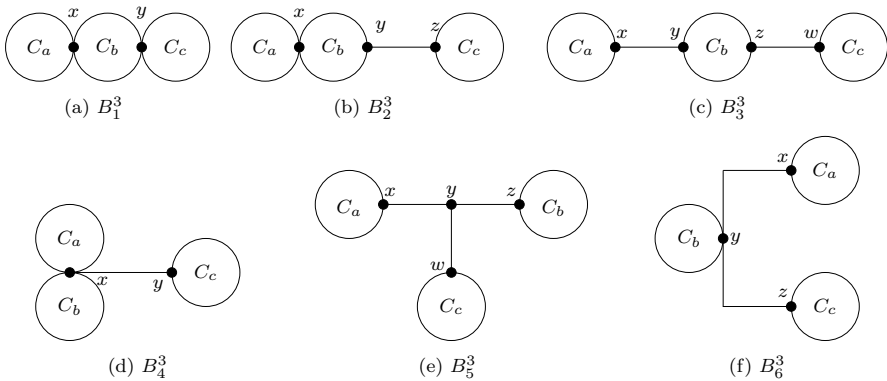 x y x y z x y z w
C_a C_b C_c C_a C_b C_c C_a C_b C_c
(a) B_1^3 (b) B_2^3 (c) B_3^3
x y z x
C_a C_b C_a
C_a C_b y
x y w z
C_b C_c C_c C_c
(d) B_4^3 (e) B_5^3 (f) B_6^3